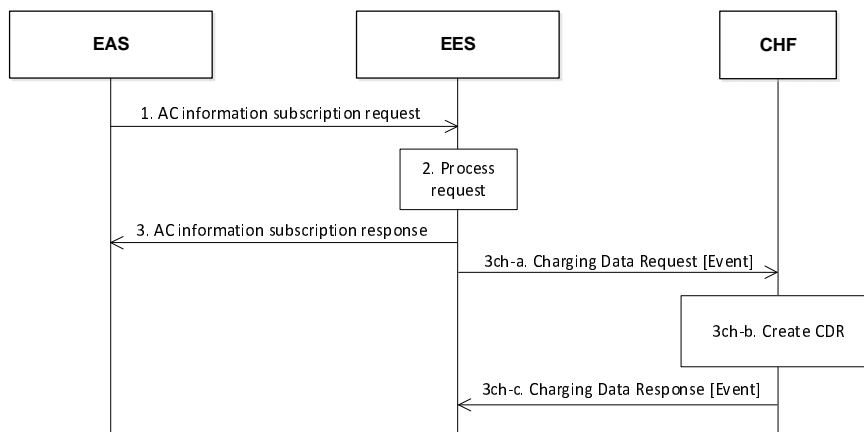 EAS
EES
CHF
1. AC information subscription request
2. Process
request
3. AC information subscription response
3ch-a. Charging Data Request [Event]
3ch-b. Create CDR
3ch-c. Charging Data Response [Event]